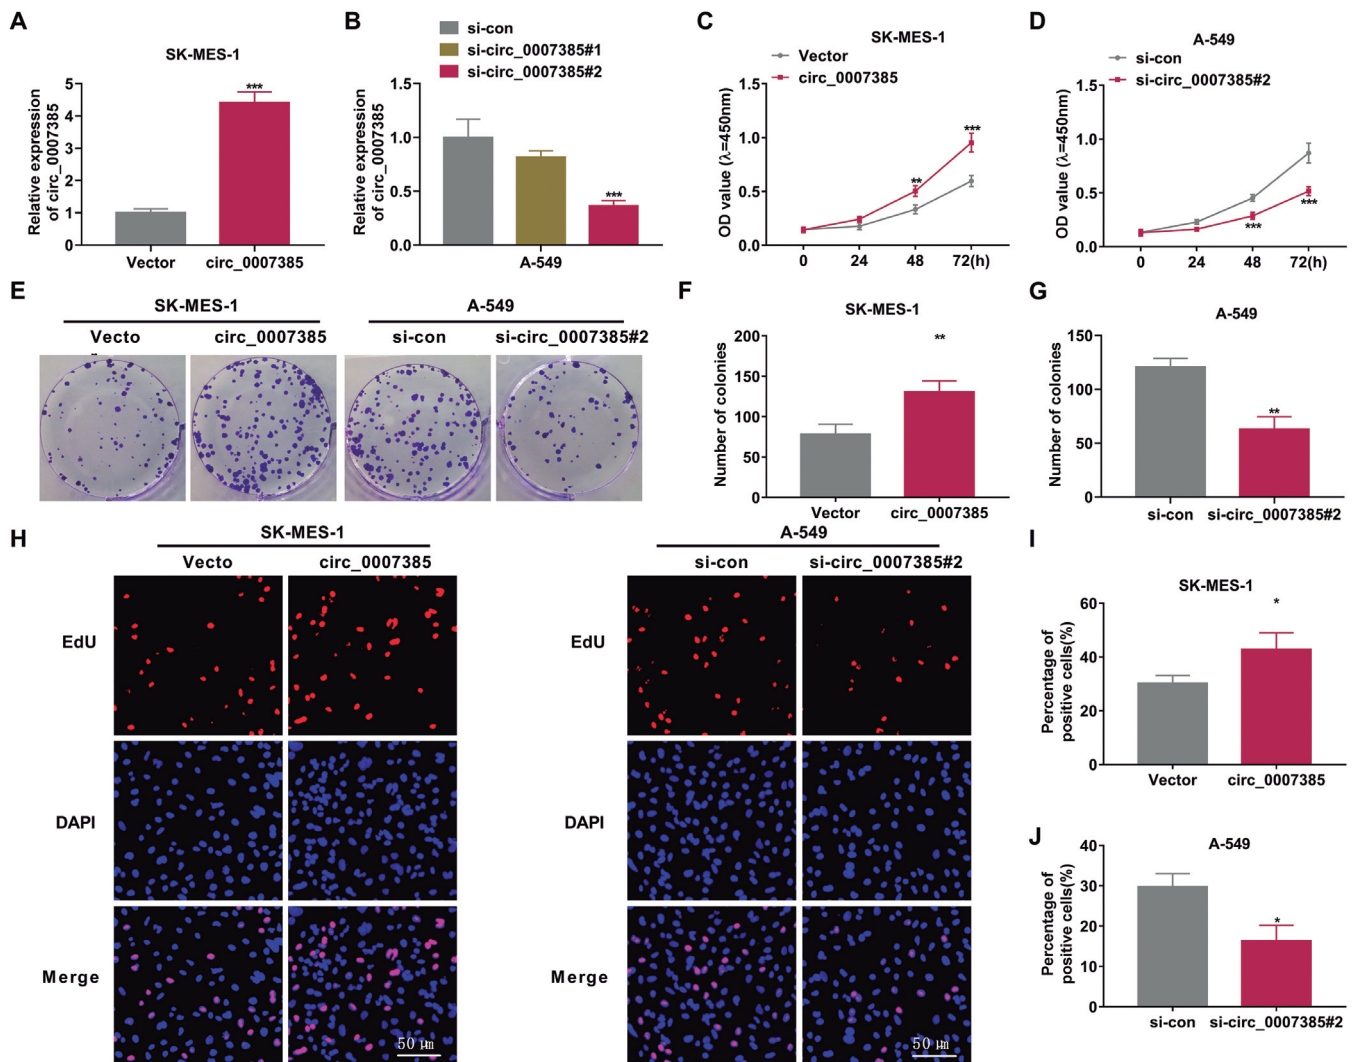 A
SK-MES-1
Relative expression
of circ_0007385
5
4
3
2
1
0
***
Vector
circ_0007385
B
si-con
si-circ_0007385#1
si-circ_0007385#2
Relative expression
of circ_0007385
1.5
1.0
0.5
0.0
***
A-549
C
SK-MES-1
Vector
circ_0007385
OD value (λ=450nm)
1.5
1.0
0.5
0.0
**
***
0 24 48 72(h)
D
A-549
si-con
si-circ_0007385#2
OD value (λ=450nm)
1.5
1.0
0.5
0.0
***
***
0 24 48 72(h)
E
SK-MES-1
A-549
Vecto
circ_0007385
si-con
si-circ_0007385#2
F
SK-MES-1
Number of colonies
200
150
100
50
0
**
Vector
circ_0007385
G
A-549
Number of colonies
150
100
50
0
**
si-con
si-circ_0007385#2
H
SK-MES-1
A-549
Vecto
circ_0007385
si-con
si-circ_0007385#2
EdU
EdU
DAPI
DAPI
Merge
Merge
50 μm
50 μm
I
SK-MES-1
Percentage of
positive cells(%)
60
40
20
0
*
Vector
circ_0007385
J
A-549
Percentage of
positive cells(%)
40
30
20
10
0
*
si-con
si-circ_0007385#2